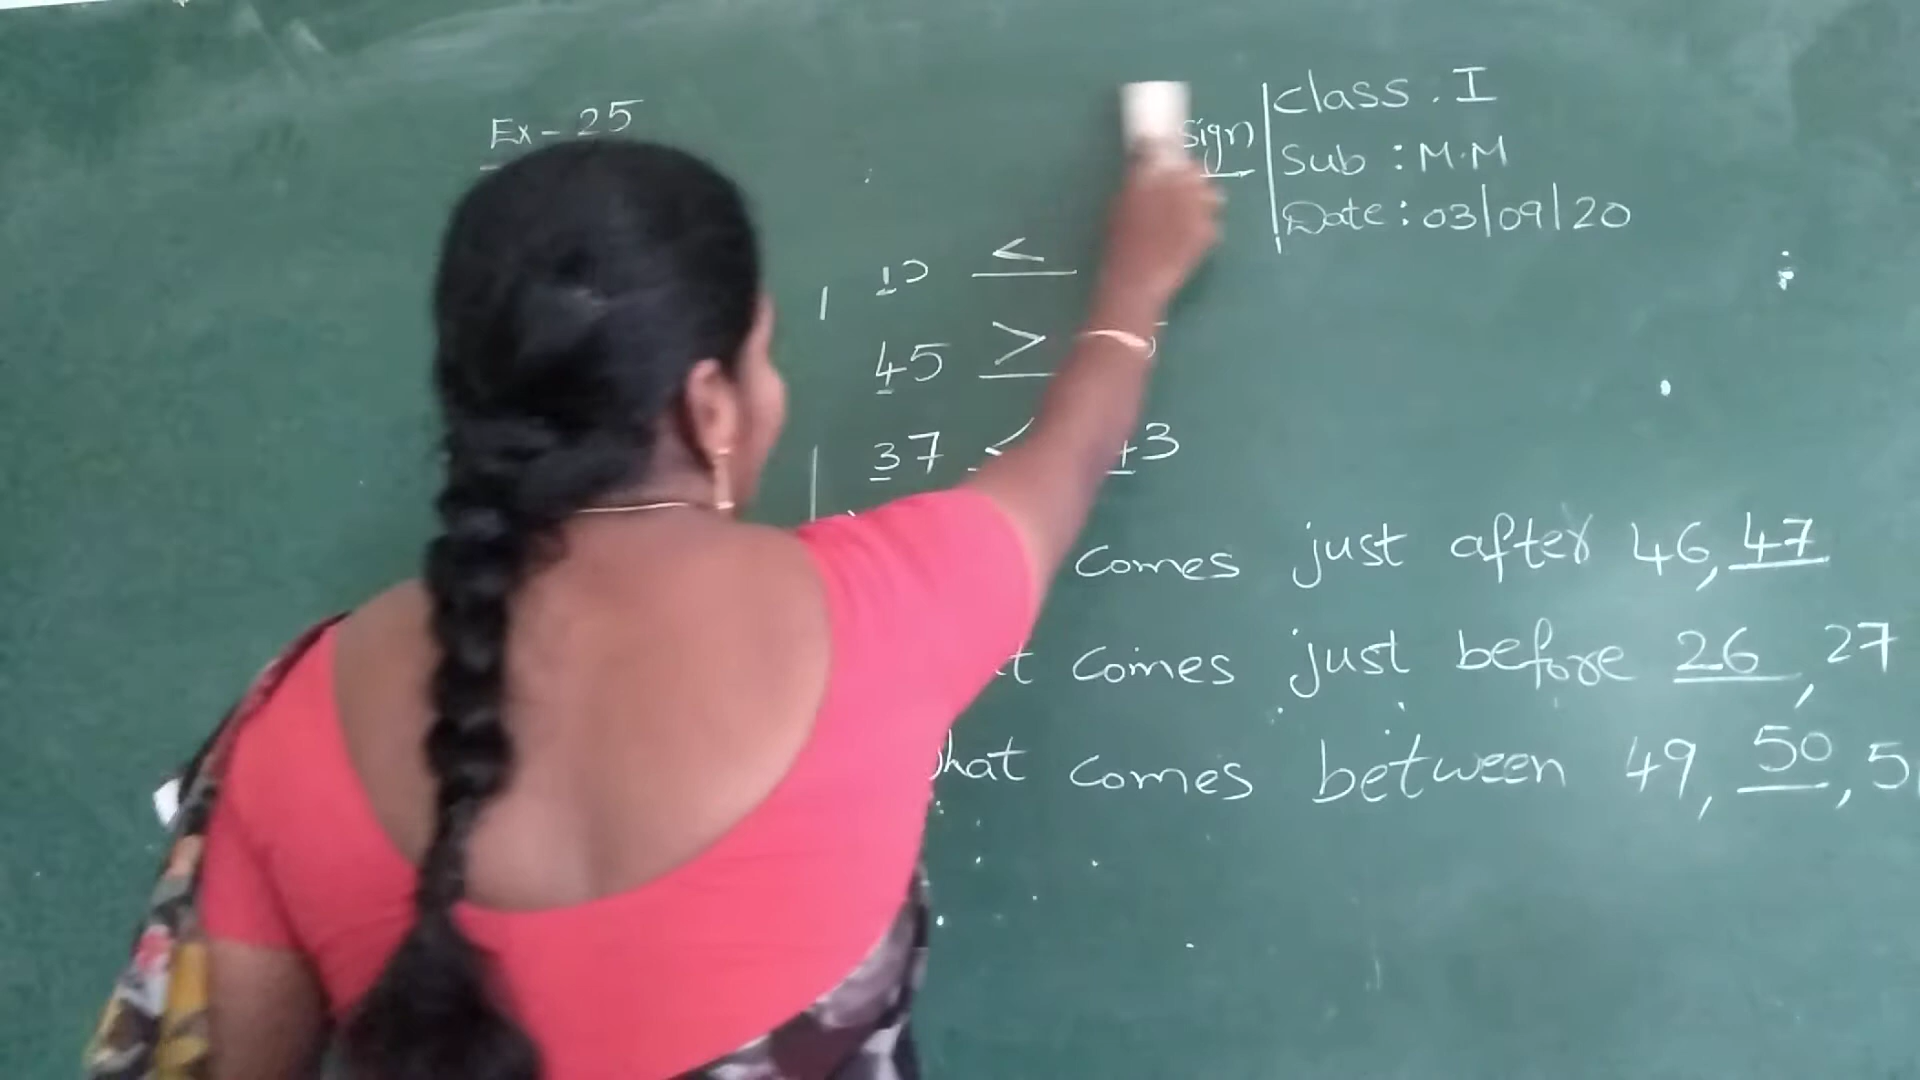 Ex - 25
sign
Class . I
Sub : M.M
Date : 03/09/20
<
45 >
37 < 43
comes just after 46, 47
comes just before 26, 27
What comes between 49, 50, 5